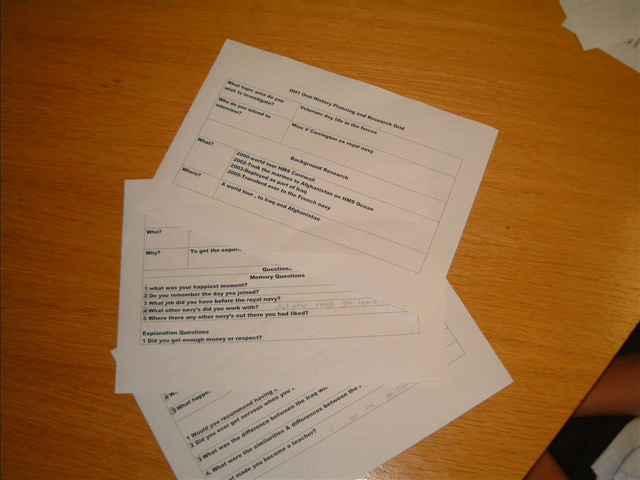 OH1 Oral History Planning and Research Grid
What topic area do you wish to investigate?
Veterans day life in the forces
Who do you intend to interview?
Miss V Carrington ex royal navy
Background Research
What?
2000-world tour HMS Cornwall
2002-Took the marines to Afghanistan on HMS Ocean
2003-Deployed as part of Iraq
2005-Transferd over to the French navy
Where?
A world tour , to Iraq and Afghanistan
Who?
Why?
To get the
Memory Questions
1 what was your happiest moment?
2 Do you remember the day you joined?
3 What job did you have before the royal navy?
4 What other navy's did you work with?
5 Where there any other navy's out there you had liked?
Explanation Questions
1 Did you get enough money or respect?
5 What
1 Would you recommend having
2 Did you ever get nervous when you
3 What was the difference between the Iraq
4. What were the similarities & differences between the
made you become a teacher?